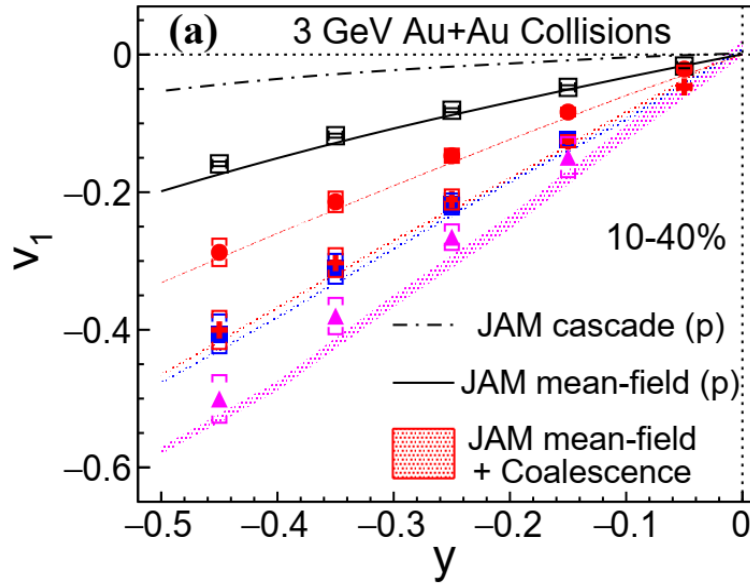 (a) 3 GeV Au+Au Collisions
0
−0.2
−0.4
−0.6
v₁
10-40%
JAM cascade (p)
JAM mean-field (p)
JAM mean-field
+ Coalescence
−0.5 −0.4 −0.3 −0.2 −0.1 0
y